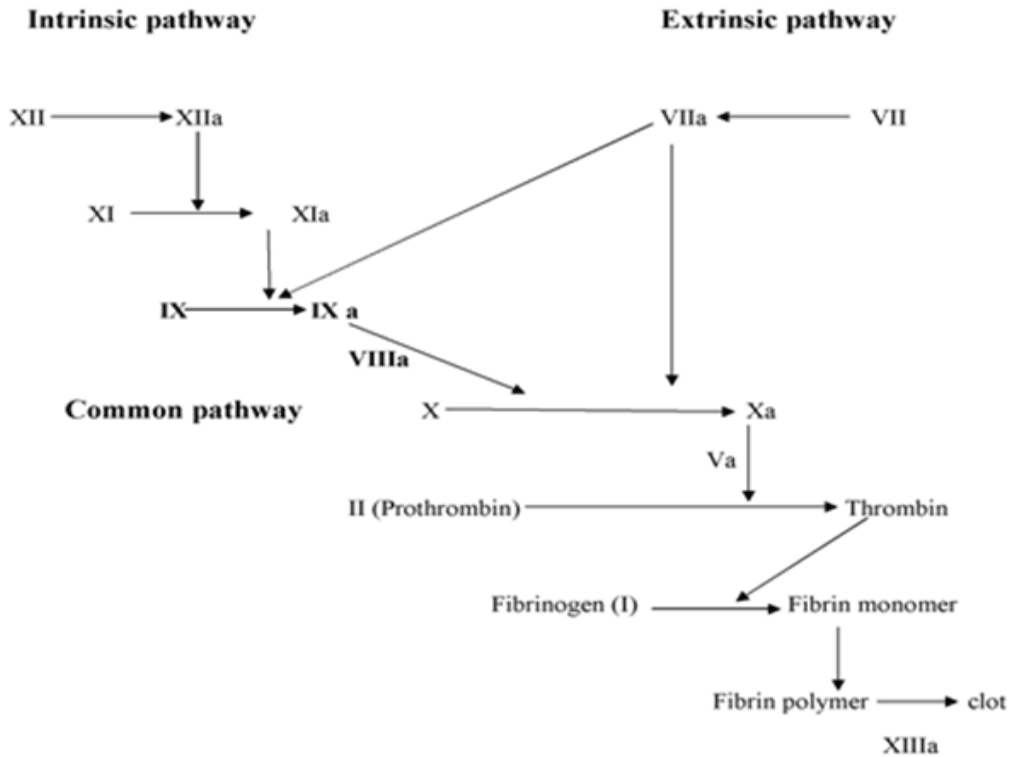 Intrinsic pathway
Extrinsic pathway
XII
XIIa
VIIa
VII
XI
XIa
IX
IX a
VIIIa
Common pathway
X
Xa
Va
II (Prothrombin)
Thrombin
Fibrinogen (I)
Fibrin monomer
Fibrin polymer
clot
XIIIa